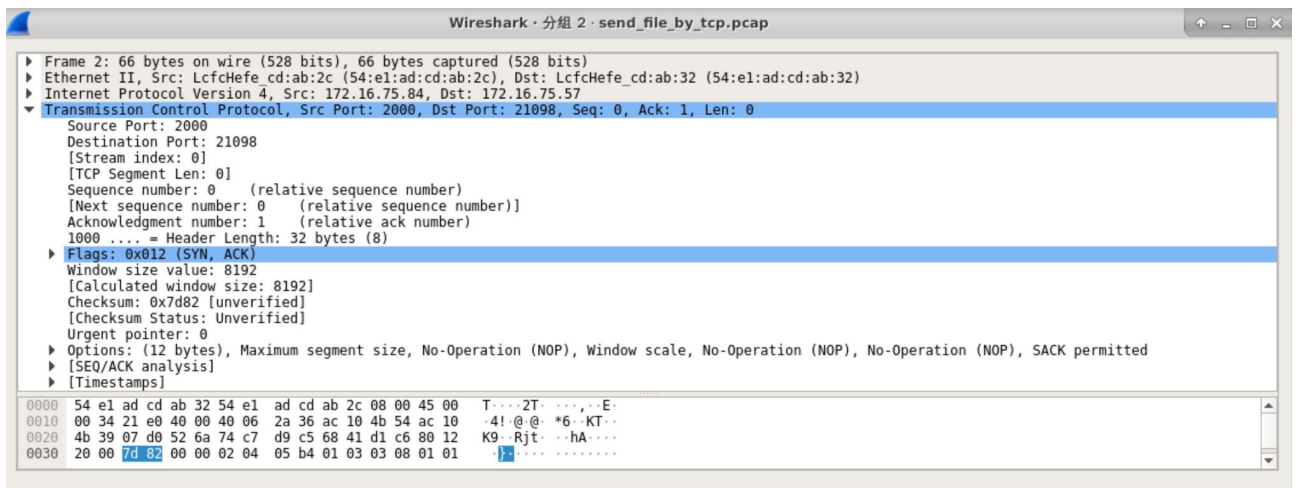 Wireshark · 分组 2 · send_file_by_tcp.pcap
Frame 2: 66 bytes on wire (528 bits), 66 bytes captured (528 bits)
Ethernet II, Src: LcfcHefe_cd:ab:2c (54:e1:ad:cd:ab:2c), Dst: LcfcHefe_cd:ab:32 (54:e1:ad:cd:ab:32)
Internet Protocol Version 4, Src: 172.16.75.84, Dst: 172.16.75.57
Transmission Control Protocol, Src Port: 2000, Dst Port: 21098, Seq: 0, Ack: 1, Len: 0
Source Port: 2000
Destination Port: 21098
[Stream index: 0]
[TCP Segment Len: 0]
Sequence number: 0    (relative sequence number)
[Next sequence number: 0    (relative sequence number)]
Acknowledgment number: 1    (relative ack number)
1000 .... = Header Length: 32 bytes (8)
Flags: 0x012 (SYN, ACK)
Window size value: 8192
[Calculated window size: 8192]
Checksum: 0x7d82 [unverified]
[Checksum Status: Unverified]
Urgent pointer: 0
Options: (12 bytes), Maximum segment size, No-Operation (NOP), Window scale, No-Operation (NOP), No-Operation (NOP), SACK permitted
[SEQ/ACK analysis]
[Timestamps]
0000  54 e1 ad cd ab 32 54 e1  ad cd ab 2c 08 00 45 00   T····2T· ···,··E·
0010  00 34 21 e0 40 00 40 06  2a 36 ac 10 4b 54 ac 10   ·4!·@·@· *6··KT··
0020  4b 39 07 d0 52 6a 74 c7  d9 c5 68 41 d1 c6 80 12   K9··Rjt· ··hA····
0030  20 00 7d 82 00 00 02 04  05 b4 01 03 03 08 01 01    ·}····· ········